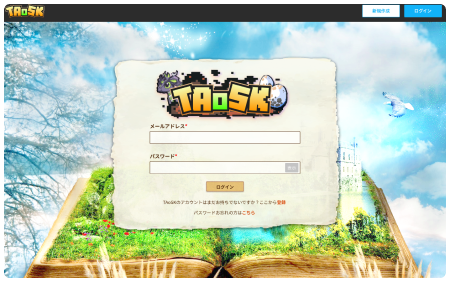 TAoSK
新規作成
ログイン
TAoSK
メールアドレス*
パスワード*
ログイン
TAoSKのアカウントはまだお持ちでないですか？ここから登録
パスワードお忘れの方はこちら